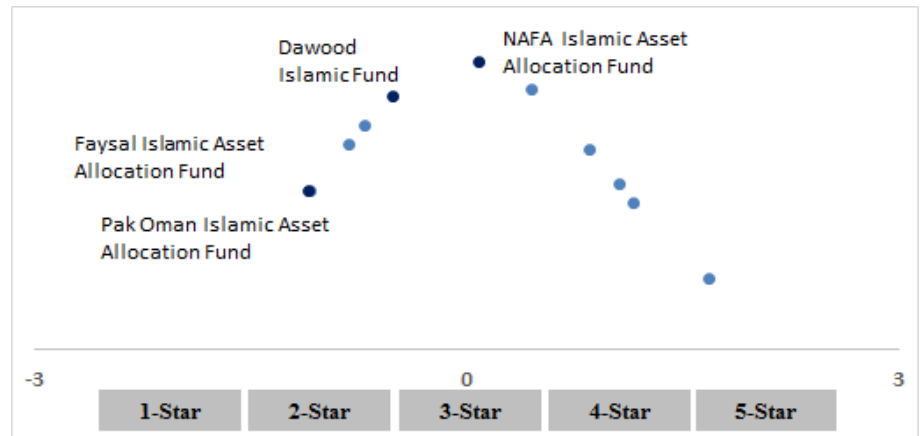 NAFA Islamic Asset
Allocation Fund
Dawood
Islamic Fund
Faysal Islamic Asset
Allocation Fund
Pak Oman Islamic Asset
Allocation Fund
-3
0
3
1-Star
2-Star
3-Star
4-Star
5-Star